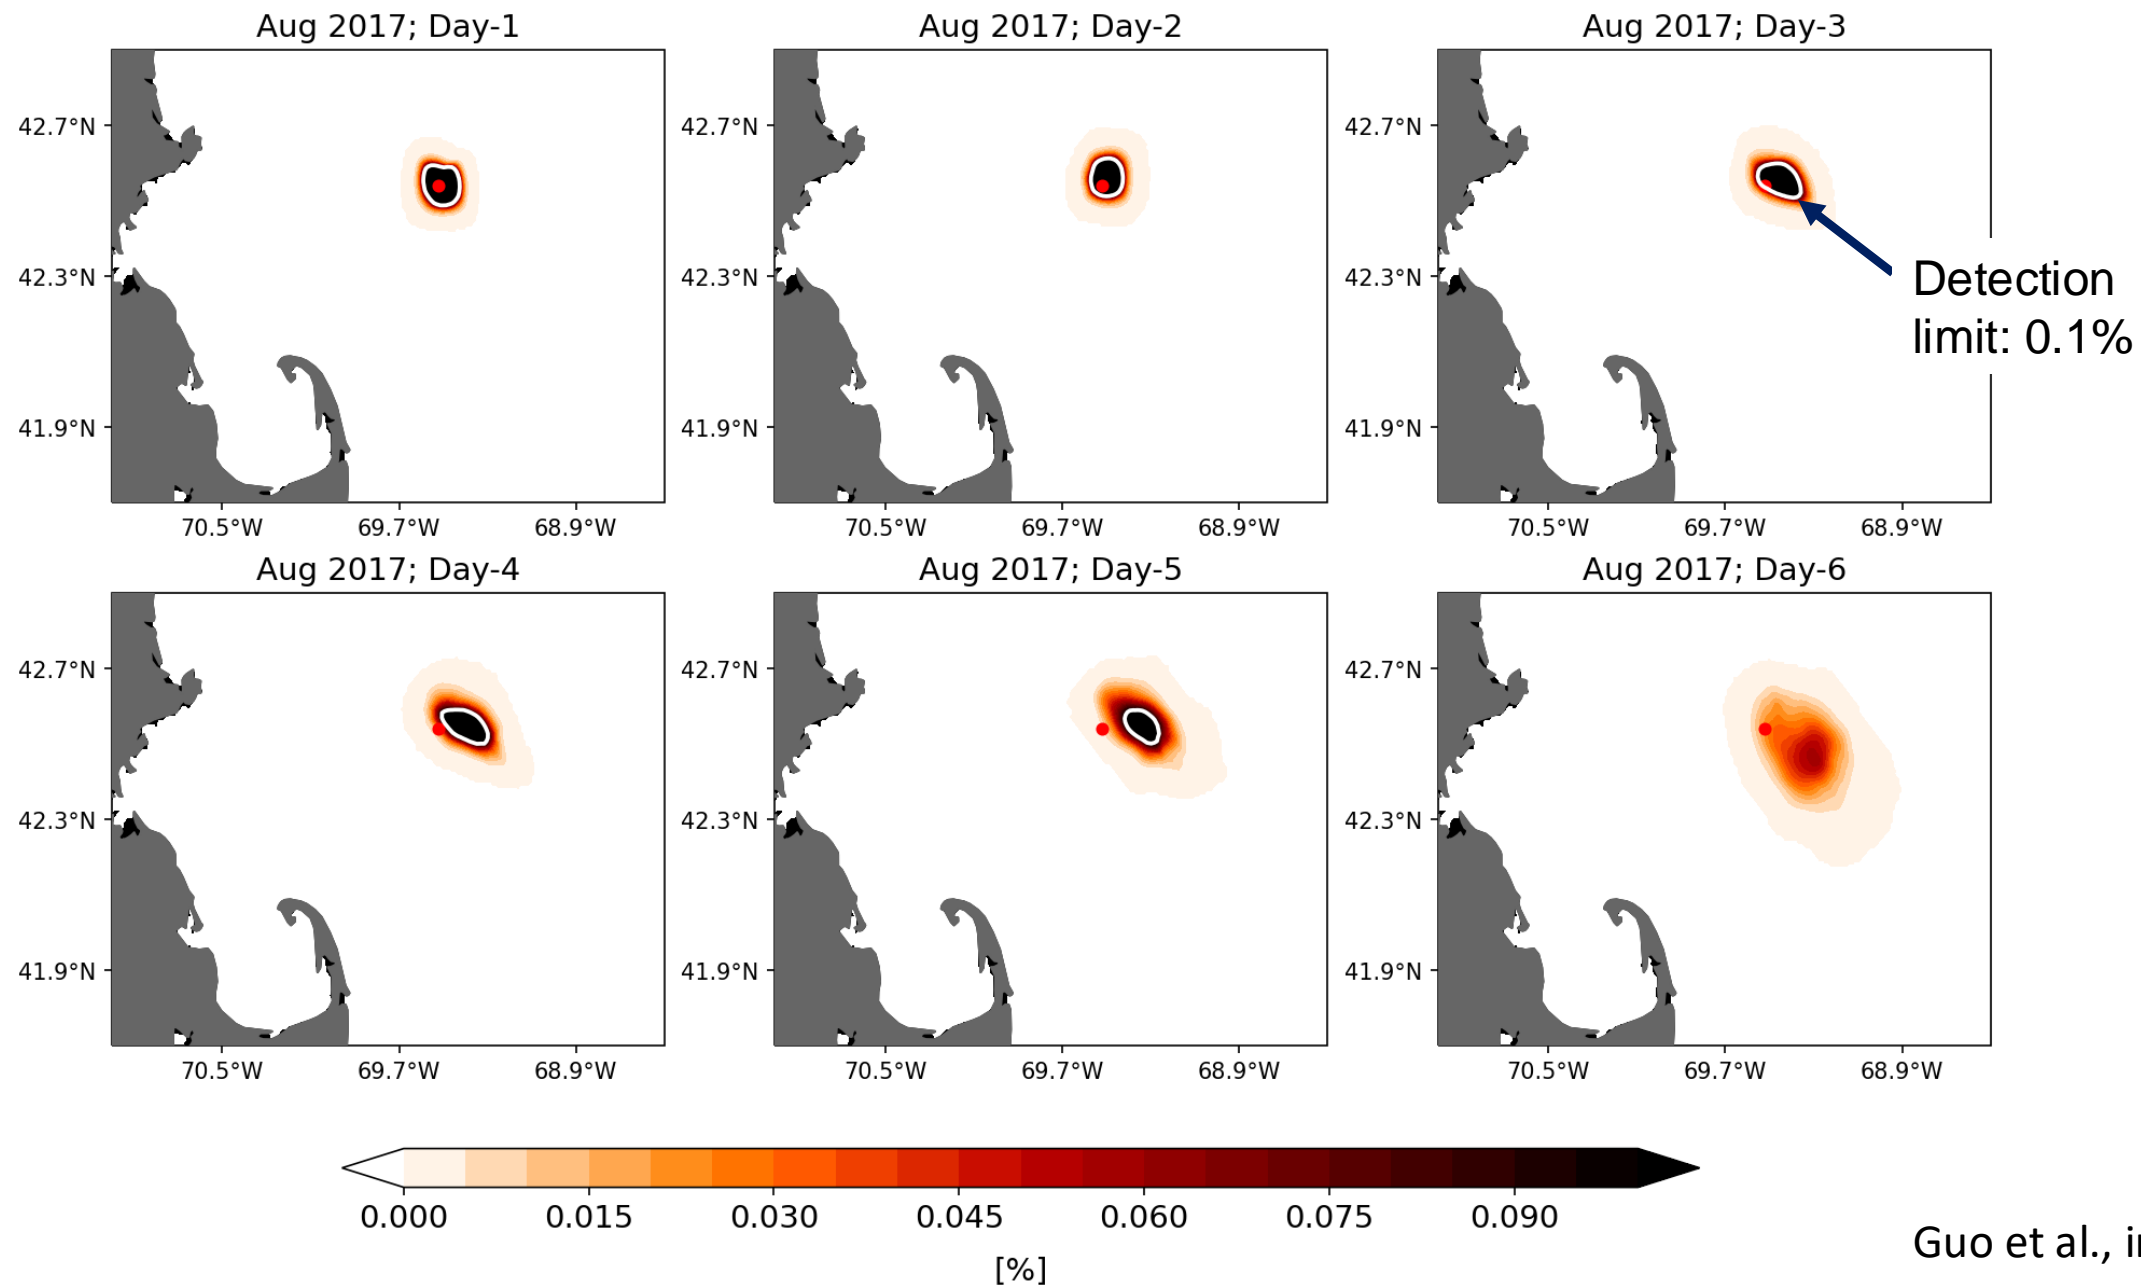 Aug 2017; Day-1
Aug 2017; Day-2
Aug 2017; Day-3
42.7°N
42.3°N
41.9°N
70.5°W 69.7°W 68.9°W
42.7°N
42.3°N
41.9°N
70.5°W 69.7°W 68.9°W
42.7°N
42.3°N
41.9°N
70.5°W 69.7°W 68.9°W
Detection
limit: 0.1%
Aug 2017; Day-4
Aug 2017; Day-5
Aug 2017; Day-6
42.7°N
42.3°N
41.9°N
70.5°W 69.7°W 68.9°W
42.7°N
42.3°N
41.9°N
70.5°W 69.7°W 68.9°W
42.7°N
42.3°N
41.9°N
70.5°W 69.7°W 68.9°W
0.000 0.015 0.030 0.045 0.060 0.075 0.090
[%]
Guo et al.,